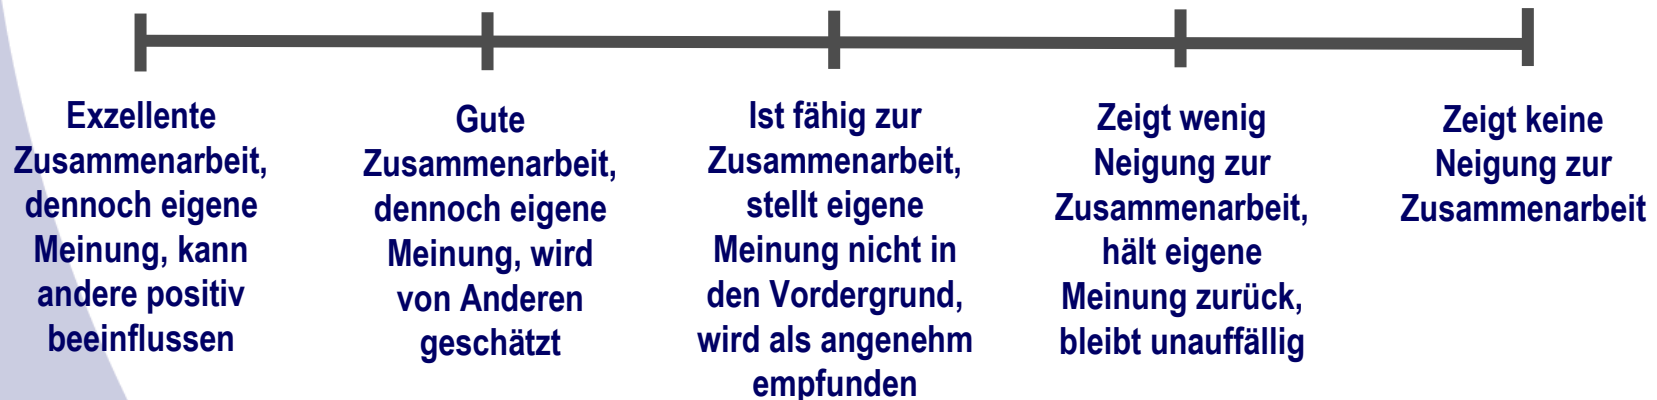 Exzellente
Zusammenarbeit,
dennoch eigene
Meinung, kann
andere positiv
beeinflussen
Gute
Zusammenarbeit,
dennoch eigene
Meinung, wird
von Anderen
geschätzt
Ist fähig zur
Zusammenarbeit,
stellt eigene
Meinung nicht in
den Vordergrund,
wird als angenehm
empfunden
Zeigt wenig
Neigung zur
Zusammenarbeit,
hält eigene
Meinung zurück,
bleibt unauffällig
Zeigt keine
Neigung zur
Zusammenarbeit